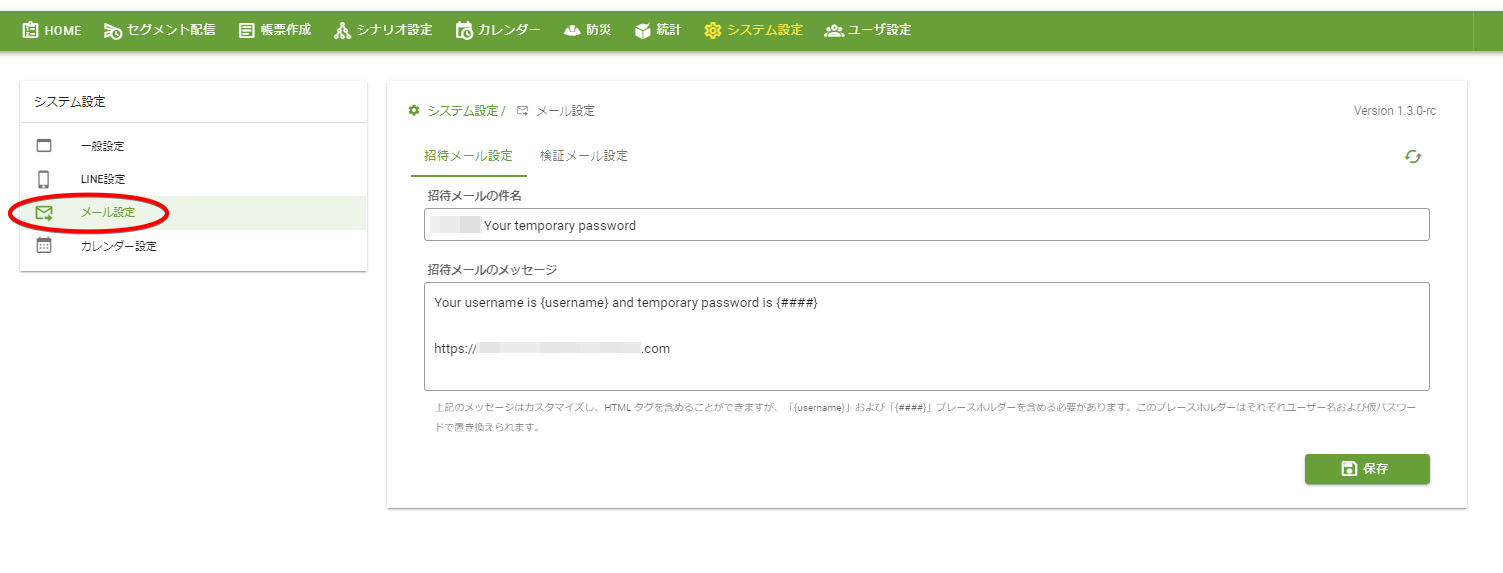 HOME セグメント配信 帳票作成 シナリオ設定 カレンダー 防災 統計 システム設定 ユーザ設定
システム設定
一般設定
LINE設定
メール設定
カレンダー設定
システム設定 / メール設定
Version 1.3.0-rc
招待メール設定 検証メール設定
招待メールの件名
Your temporary password
招待メールのメッセージ
Your username is {username} and temporary password is {####}
https:// .com
上記のメッセージはカスタマイズし、HTML タグを含めることができますが、「{username}」および「{####}」プレースホルダーを含める必要があります。このプレースホルダーはそれぞれユーザー名および仮パスワー
ドで置き換えられます。
保存